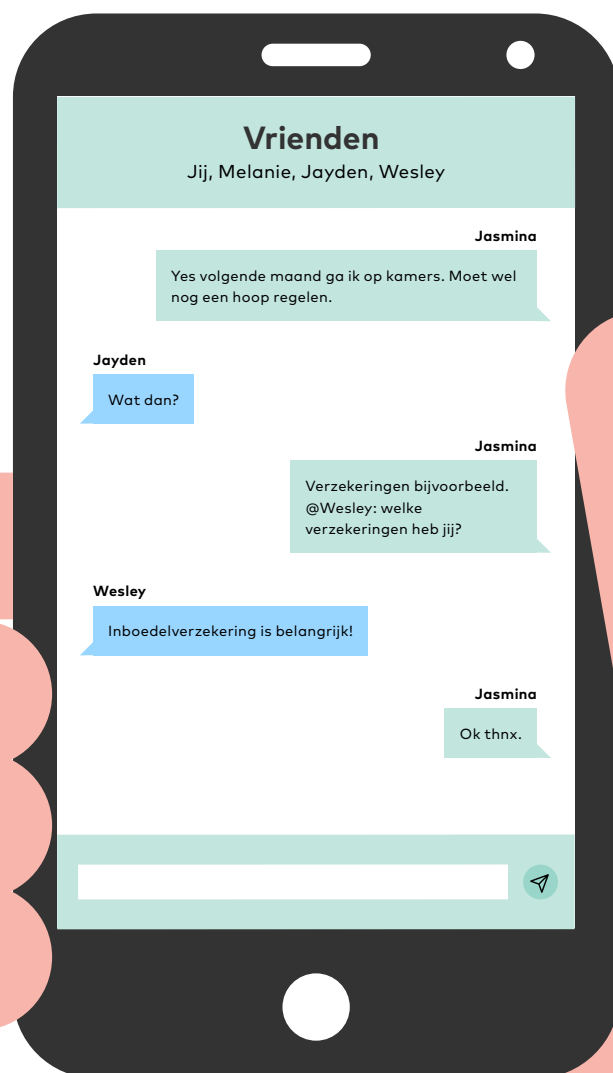 Vrienden
Jij, Melanie, Jayden, Wesley
Jasmina
Yes volgende maand ga ik op kamers. Moet wel
nog een hoop regelen.
Jayden
Wat dan?
Jasmina
Verzekeringen bijvoorbeeld.
@Wesley: welke
verzekeringen heb jij?
Wesley
Inboedelverzekering is belangrijk!
Jasmina
Ok thnx.